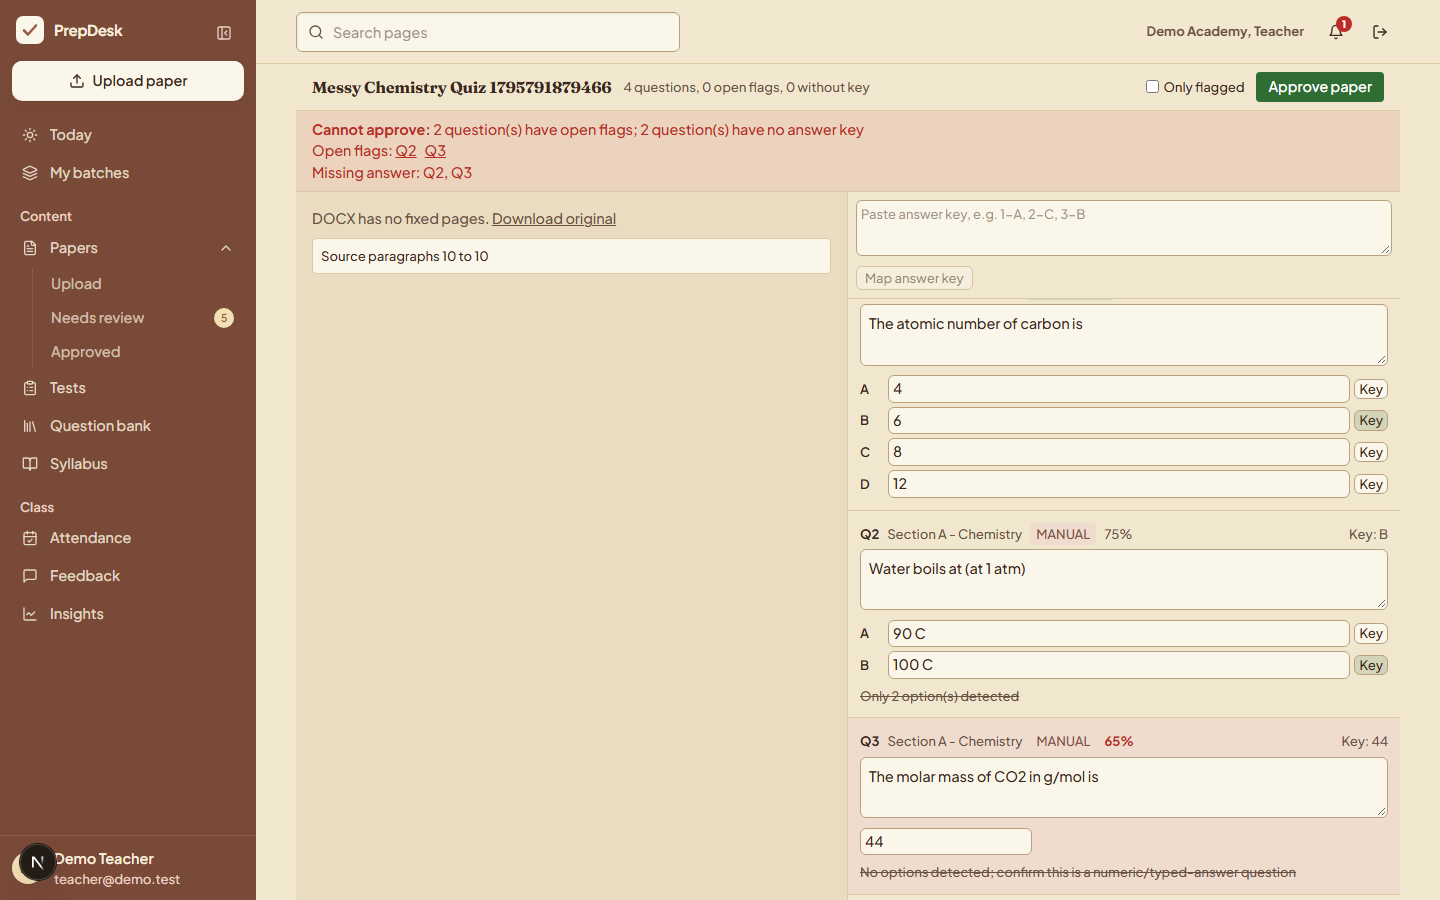 PrepDesk
Upload paper
Today
My batches
Content
Papers
Upload
Needs review 5
Approved
Tests
Question bank
Syllabus
Class
Attendance
Feedback
Insights
N
Demo Teacher
teacher@demo.test
Search pages
Demo Academy, Teacher
1
Messy Chemistry Quiz 1795791879466 4 questions, 0 open flags, 0 without key
Only flagged
Approve paper
Cannot approve: 2 question(s) have open flags; 2 question(s) have no answer key
Open flags: Q2 Q3
Missing answer: Q2, Q3
DOCX has no fixed pages. Download original
Source paragraphs 10 to 10
Paste answer key, e.g. 1-A, 2-C, 3-B
Map answer key
The atomic number of carbon is
A 4 Key
B 6 Key
C 8 Key
D 12 Key
Q2 Section A - Chemistry MANUAL 75% Key: B
Water boils at (at 1 atm)
A 90 C Key
B 100 C Key
Only 2 option(s) detected
Q3 Section A - Chemistry MANUAL 65% Key: 44
The molar mass of CO2 in g/mol is
44
No options detected; confirm this is a numeric/typed-answer question